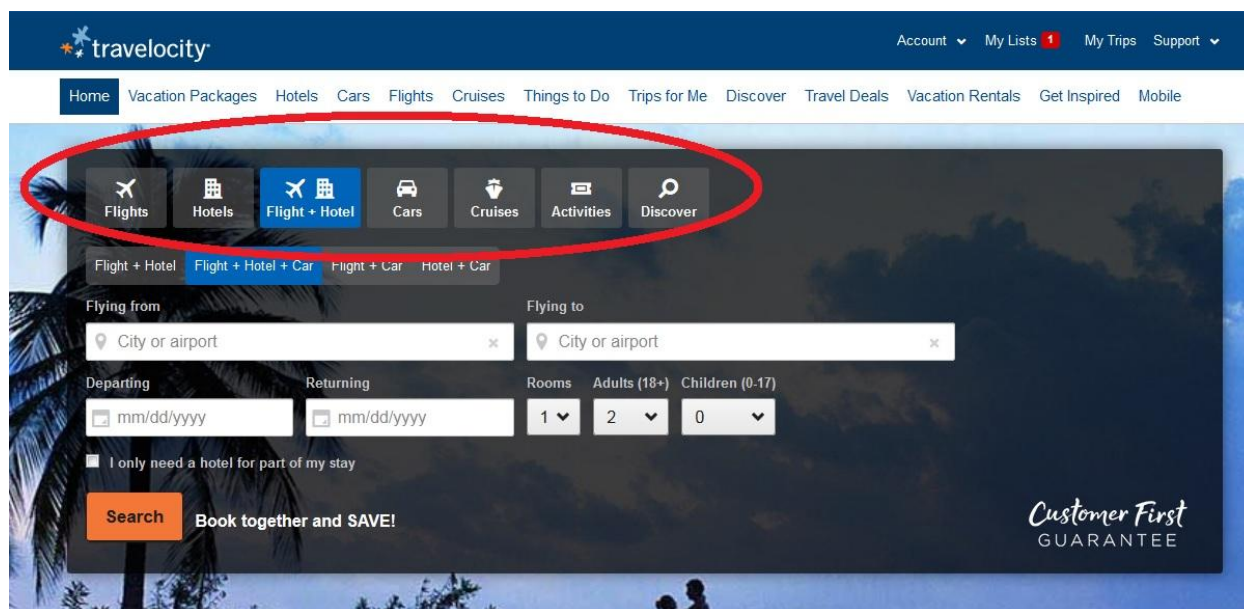 travelocity
Account My Lists 1 My Trips Support
Home Vacation Packages Hotels Cars Flights Cruises Things to Do Trips for Me Discover Travel Deals Vacation Rentals Get Inspired Mobile
Flights Hotels Flight + Hotel Cars Cruises Activities Discover
Flight + Hotel Flight + Hotel + Car Flight + Car Hotel + Car
Flying from Flying to
City or airport City or airport
Departing Returning Rooms Adults (18+) Children (0-17)
mm/dd/yyyy mm/dd/yyyy 1 2 0
I only need a hotel for part of my stay
Search Book together and SAVE!
Customer First
GUARANTEE